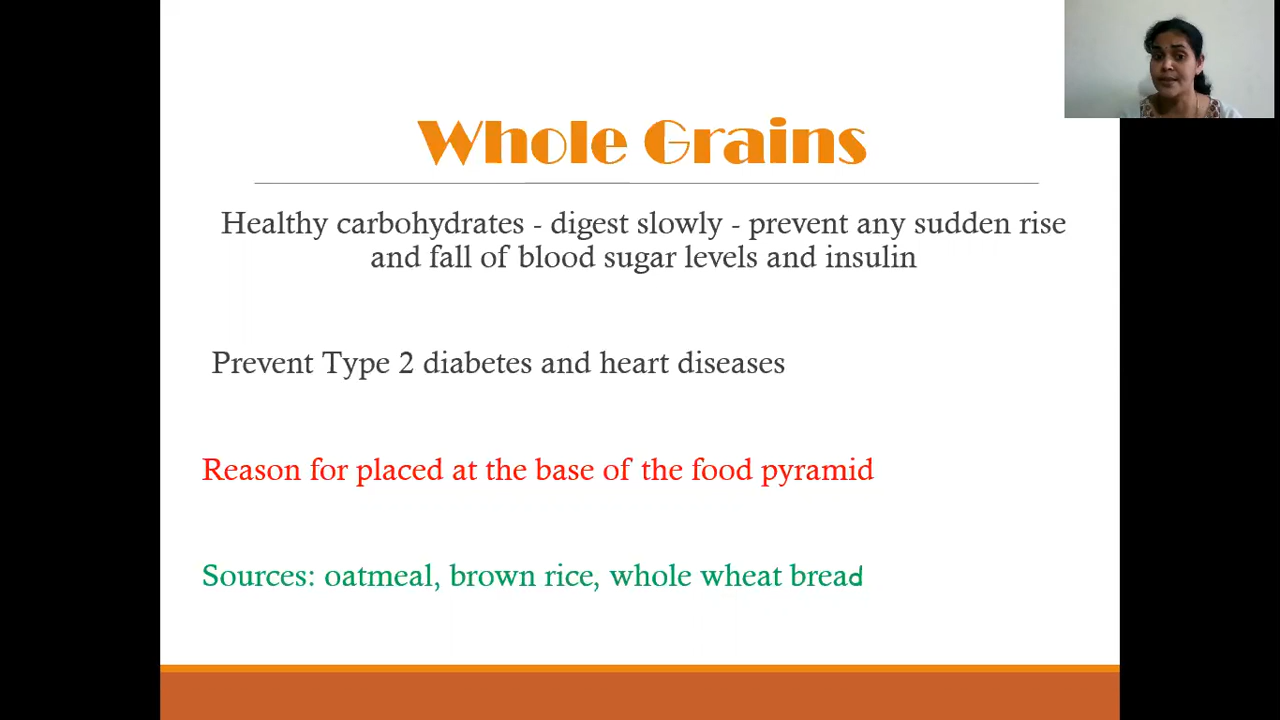 Whole Grains
Healthy carbohydrates - digest slowly - prevent any sudden rise
and fall of blood sugar levels and insulin
Prevent Type 2 diabetes and heart diseases
Reason for placed at the base of the food pyramid
Sources: oatmeal, brown rice, whole wheat bread